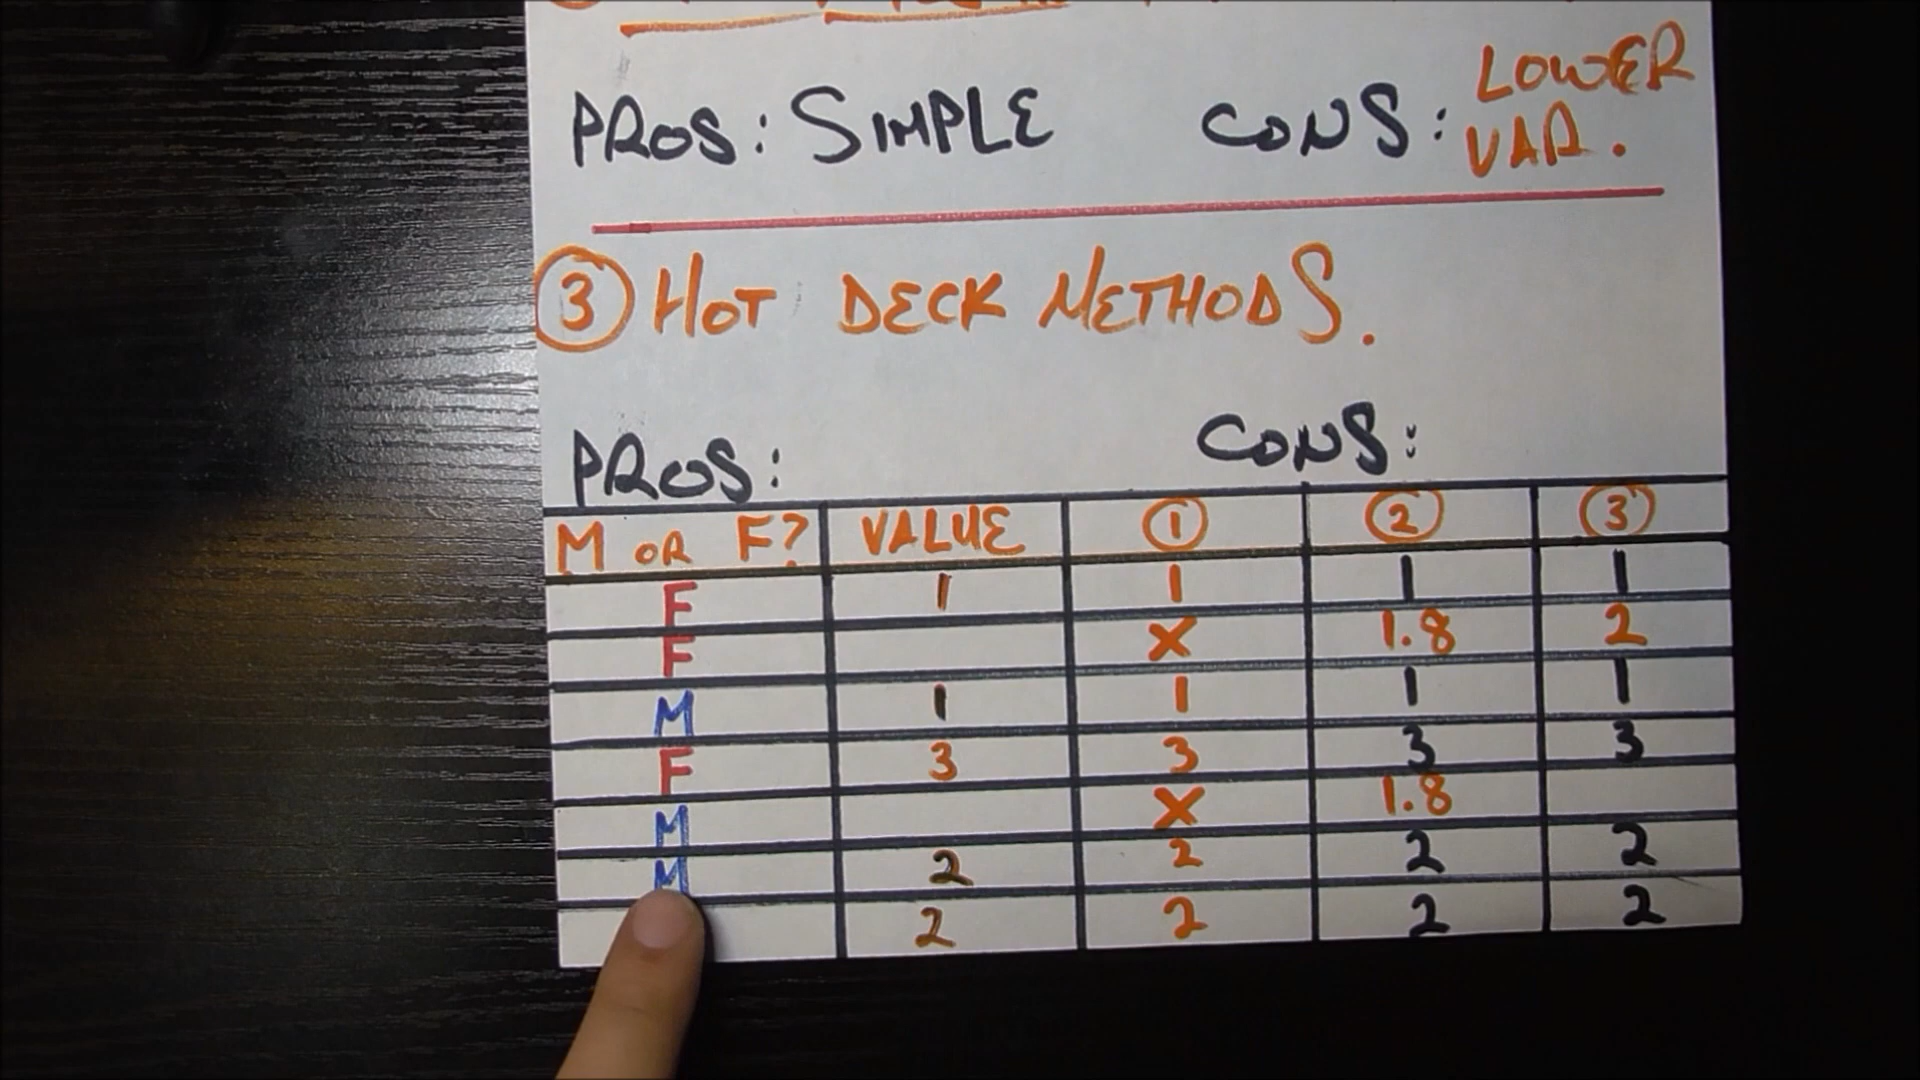 PROS: SIMPLE CONS: LOWER VAR.
③ HOT DECK METHODS.
PROS: CONS:
M OR F? VALUE ① ② ③
F 1 1 1 1
F X 1.8 2
M 1 1 1 1
F 3 3 3 3
M X 1.8
M 2 2 2 2
2 2 2 2